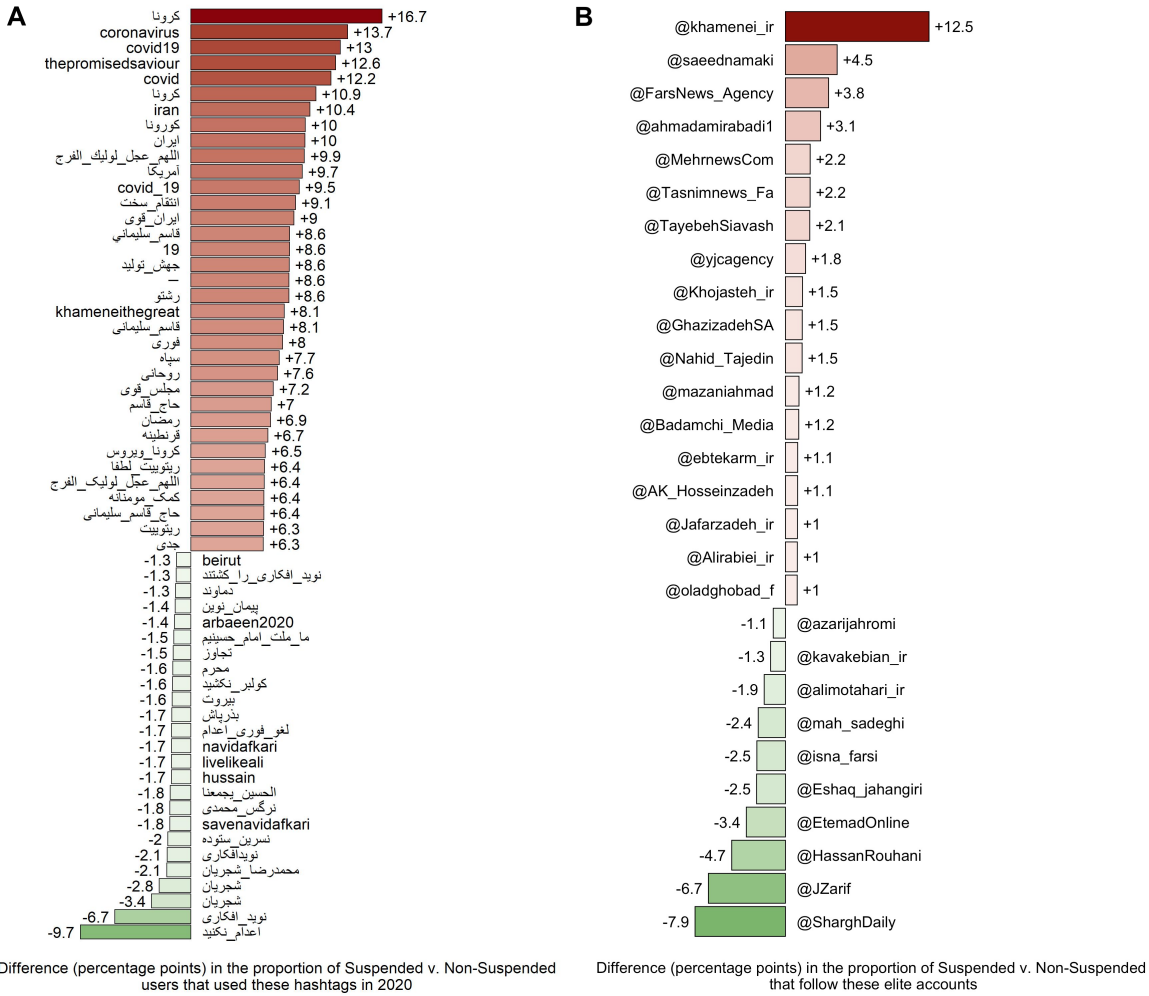 A
کرونا +16.7
coronavirus +13.7
covid19 +13
thepromisedsaviour +12.6
covid +12.2
كرونا +10.9
iran +10.4
کورونا +10
ایران +10
اللهم_عجل_لوليك_الفرج +9.9
آمریکا +9.7
covid_19 +9.5
انتقام_سخت +9.1
ایران_قوی +9
قاسم_سليماني +8.6
19 +8.6
جهش_تولید +8.6
_ +8.6
رشتو +8.6
khameneithegreat +8.1
قاسم_سلیمانی +8.1
فوری +8
سپاه +7.7
روحانی +7.6
مجلس_قوی +7.2
حاج_قاسم +7
رمضان +6.9
قرنطینه +6.7
کرونا_ویروس +6.5
ریتوییت_لطفا +6.4
اللهم_عجل_لولیک_الفرج +6.4
کمک_مومنانه +6.4
حاج_قاسم_سلیمانی +6.4
ریتوییت +6.3
جدی +6.3
-1.3 beirut
-1.3 نوید_افکاری_را_کشتند
-1.3 دماوند
-1.4 پیمان_نوین
-1.4 arbaeen2020
-1.5 ما_ملت_امام_حسینیم
-1.5 تجاوز
-1.6 محرم
-1.6 کولبر_نکشید
-1.6 بیروت
-1.7 بذرپاش
-1.7 لغو_فوری_اعدام
-1.7 navidafkari
-1.7 livelikeali
-1.7 hussain
-1.8 الحسین_یجمعنا
-1.8 نرگس_محمدی
-1.8 savenavidafkari
-2 نسرین_ستوده
-2.1 نویدافکاری
-2.1 محمدرضا_شجریان
-2.8 شجریان
-3.4 شجریان
-6.7 نوید_افکاری
-9.7 اعدام_نکنید
Difference (percentage points) in the proportion of Suspended v. Non-Suspended
users that used these hashtags in 2020
B
@khamenei_ir +12.5
@saeednamaki +4.5
@FarsNews_Agency +3.8
@ahmadamirabadi1 +3.1
@MehrnewsCom +2.2
@Tasnimnews_Fa +2.2
@TayebehSiavash +2.1
@yjcagency +1.8
@Khojasteh_ir +1.5
@GhazizadehSA +1.5
@Nahid_Tajedin +1.5
@mazaniahmad +1.2
@Badamchi_Media +1.2
@ebtekarm_ir +1.1
@AK_Hosseinzadeh +1.1
@Jafarzadeh_ir +1
@Alirabiei_ir +1
@oladghobad_f +1
-1.1 @azarijahromi
-1.3 @kavakebian_ir
-1.9 @alimotahari_ir
-2.4 @mah_sadeghi
-2.5 @isna_farsi
-2.5 @Eshaq_jahangiri
-3.4 @EtemadOnline
-4.7 @HassanRouhani
-6.7 @JZarif
-7.9 @SharghDaily
Difference (percentage points) in the proportion of Suspended v. Non-Suspended
that follow these elite accounts